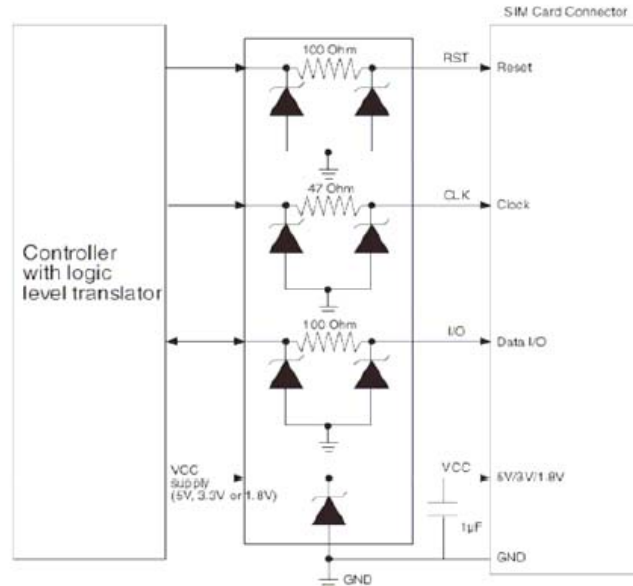 SIM Card Connector
100 Ohm
RST
Reset
47 Ohm
CLK
Clock
Controller
with logic
level translator
100 Ohm
I/O
Data I/O
VCC
supply
(5V, 3.3V or 1.8V)
VCC
5V/3V/1.8V
1µF
GND
GND